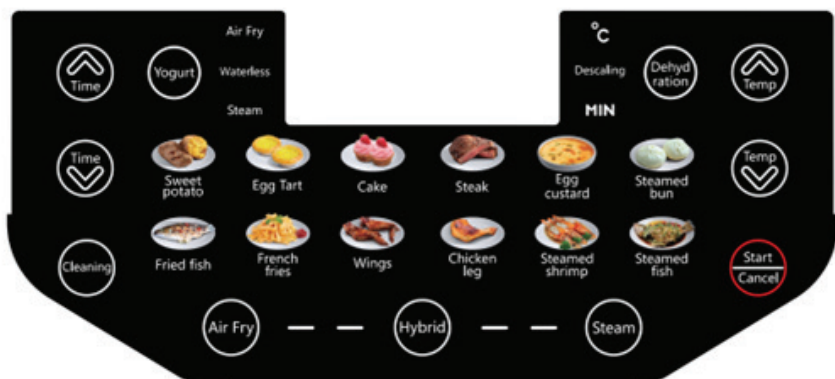 Air Fry
°C
Time
Yogurt
Waterless
Descaling
Dehyd
ration
Temp
Steam
MIN
Time
Sweet
potato
Egg Tart
Cake
Steak
Egg
custard
Steamed
bun
Temp
Cleaning
Fried fish
French
fries
Wings
Chicken
leg
Steamed
shrimp
Steamed
fish
Start
Cancel
Air Fry
Hybrid
Steam